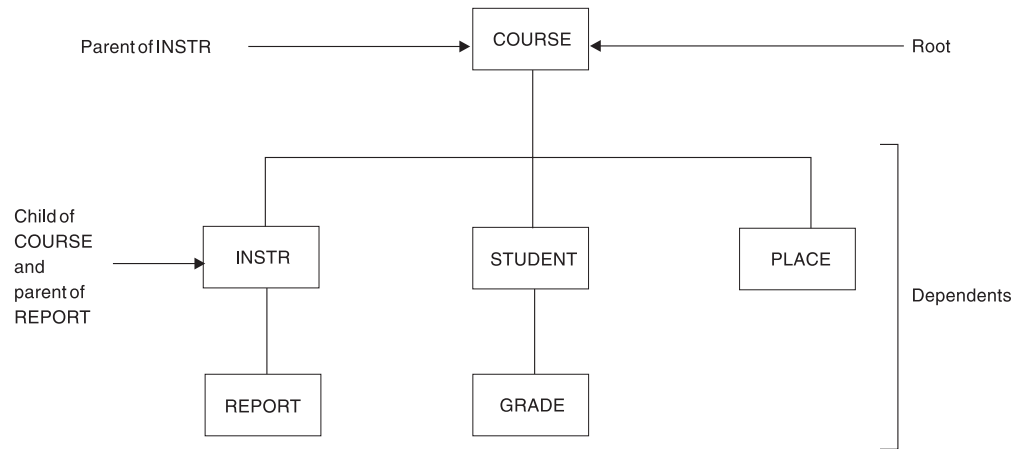 Parent of INSTR
COURSE
Root
Child of
COURSE
and
parent of
REPORT
INSTR
STUDENT
PLACE
Dependents
REPORT
GRADE